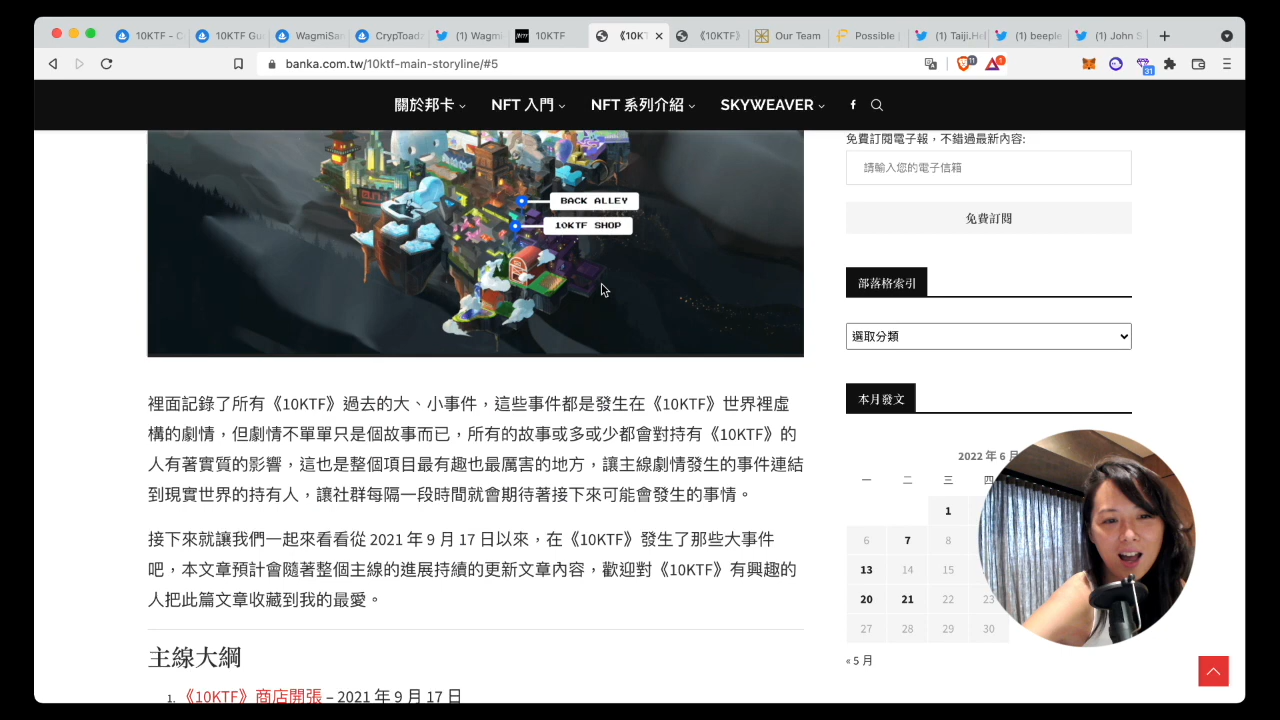 10KTF - C
10KTF Gu
WagmiSan
CrypToadz
(1) Wagmi
10KTF
《10KT
《10KTF》
Our Team
Possible
(1) Taiji.Hel
(1) beeple
(1) John S
banka.com.tw/10ktf-main-storyline/#5
11
1
31
關於邦卡
NFT 入門
NFT 系列介紹
SKYWEAVER
BACK ALLEY
10KTF SHOP
裡面記錄了所有《10KTF》過去的大、小事件，這些事件都是發生在《10KTF》世界裡虛
構的劇情，但劇情不單單只是個故事而已，所有的故事或多或少都會對持有《10KTF》的
人有著實質的影響，這也是整個項目最有趣也最厲害的地方，讓主線劇情發生的事件連結
到現實世界的持有人，讓社群每隔一段時間就會期待著接下來可能會發生的事情。
接下來就讓我們一起來看看從 2021 年 9 月 17 日以來，在《10KTF》發生了那些大事件
吧，本文章預計會隨著整個主線的進展持續的更新文章內容，歡迎對《10KTF》有興趣的
人把此篇文章收藏到我的最愛。
主線大綱
1. 《10KTF》商店開張 – 2021 年 9 月 17 日
免費訂閱電子報，不錯過最新內容:
請輸入您的電子信箱
免費訂閱
部落格索引
選取分類
本月發文
2022 年 6 月
一 二 三 四
1
6 7 8
13 14 15
20 21 22 23
27 28 29 30
« 5 月